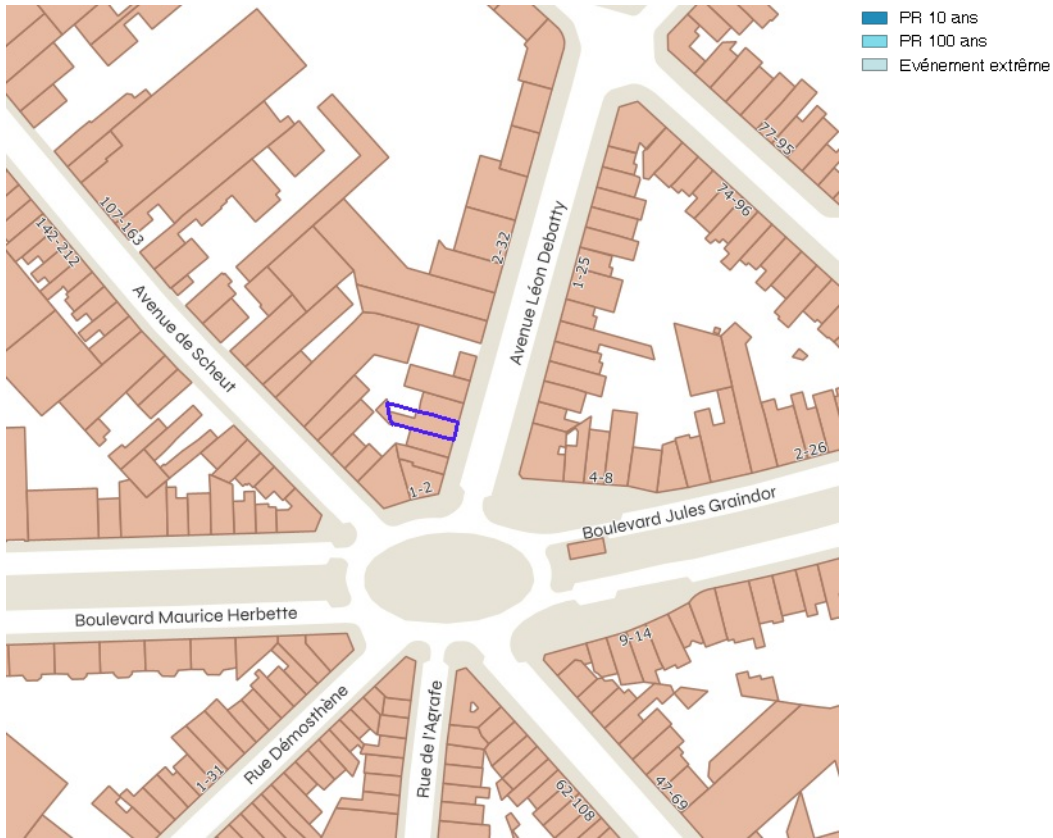 PR 10 ans
PR 100 ans
Evénement extrême
77-95
74-96
107-163
142-212
2-32
1-25
Avenue Léon Debatty
Avenue de Scheut
1-2
4-8
2-26
Boulevard Jules Graindor
Boulevard Maurice Herbette
9-14
Rue Démosthène
Rue de l'Agrafe
1-31
62-108
47-69